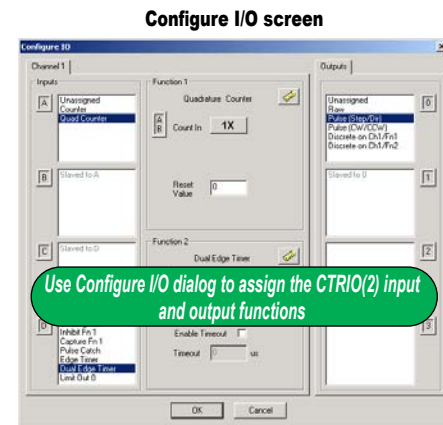 Configure I/O screen
Configure IO
Channel 1
Outputs
Inputs
A
Unassigned
Counter
Quad Counter
Function 1
Quadrature Counter
A
B
Count In
1X
Reset
Value
0
Unassigned
Raw
Pulse (Step/Dir)
Pulse (CW/CCW)
Discrete on Ch1/Fn1
Discrete on Ch1/Fn2
0
B
Slaved to A
Slaved to 0
1
C
Slaved to D
Function 2
Dual Edge Timer
2
Use Configure I/O dialog to assign the CTRIO(2) input
and output functions
D
Inhibit Fn 1
Capture Fn 1
Pulse Catch
Edge Timer
Dual Edge Timer
Limit Out 0
Enable Timeout
Timeout
0
us
3
OK
Cancel